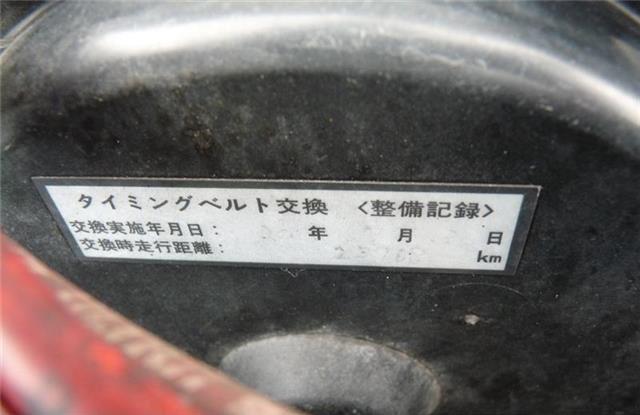 タイミングベルト交換 <整備記録>
交換実施年月日: 年 月 日
交換時走行距離: km